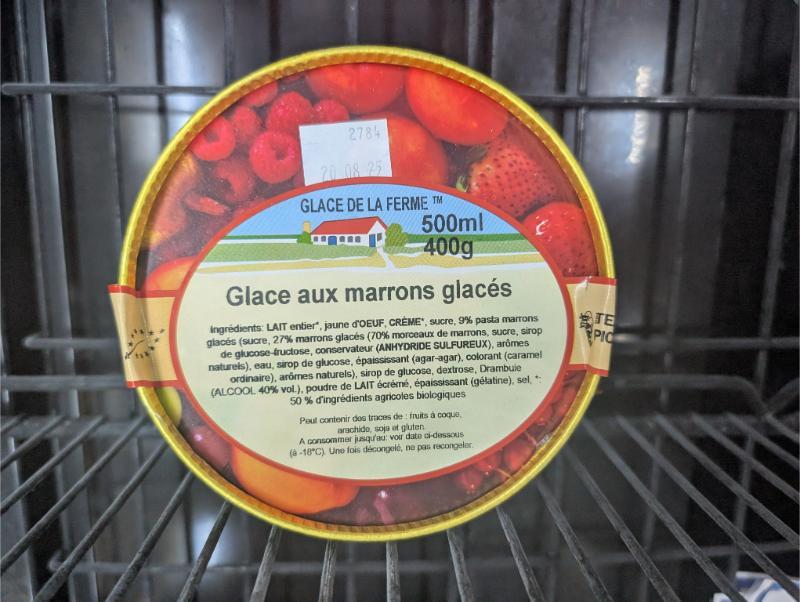 2784
20 08 25
GLACE DE LA FERME ™
500ml
400g
Glace aux marrons glacés
Ingrédients: LAIT entier*, jaune d'OEUF, CRÈME*, sucre, 9% pasta marrons
glacés (sucre, 27% marrons glacés (70% morceaux de marrons, sucre, sirop
de glucose-fructose, conservateur (ANHYDRIDE SULFUREUX), arômes
naturels), eau, sirop de glucose, épaississant (agar-agar), colorant (caramel
ordinaire), arômes naturels), sirop de glucose, dextrose, Drambuie
(ALCOOL 40% vol.), poudre de LAIT écrémé, épaississant (gélatine), sel, *:
50 % d'ingrédients agricoles biologiques
Peut contenir des traces de : fruits à coque,
arachide, soja et gluten.
A consommer jusqu'au: voir date ci-dessous
(à -18°C). Une fois décongelé, ne pas recongeler.
TE
PIC